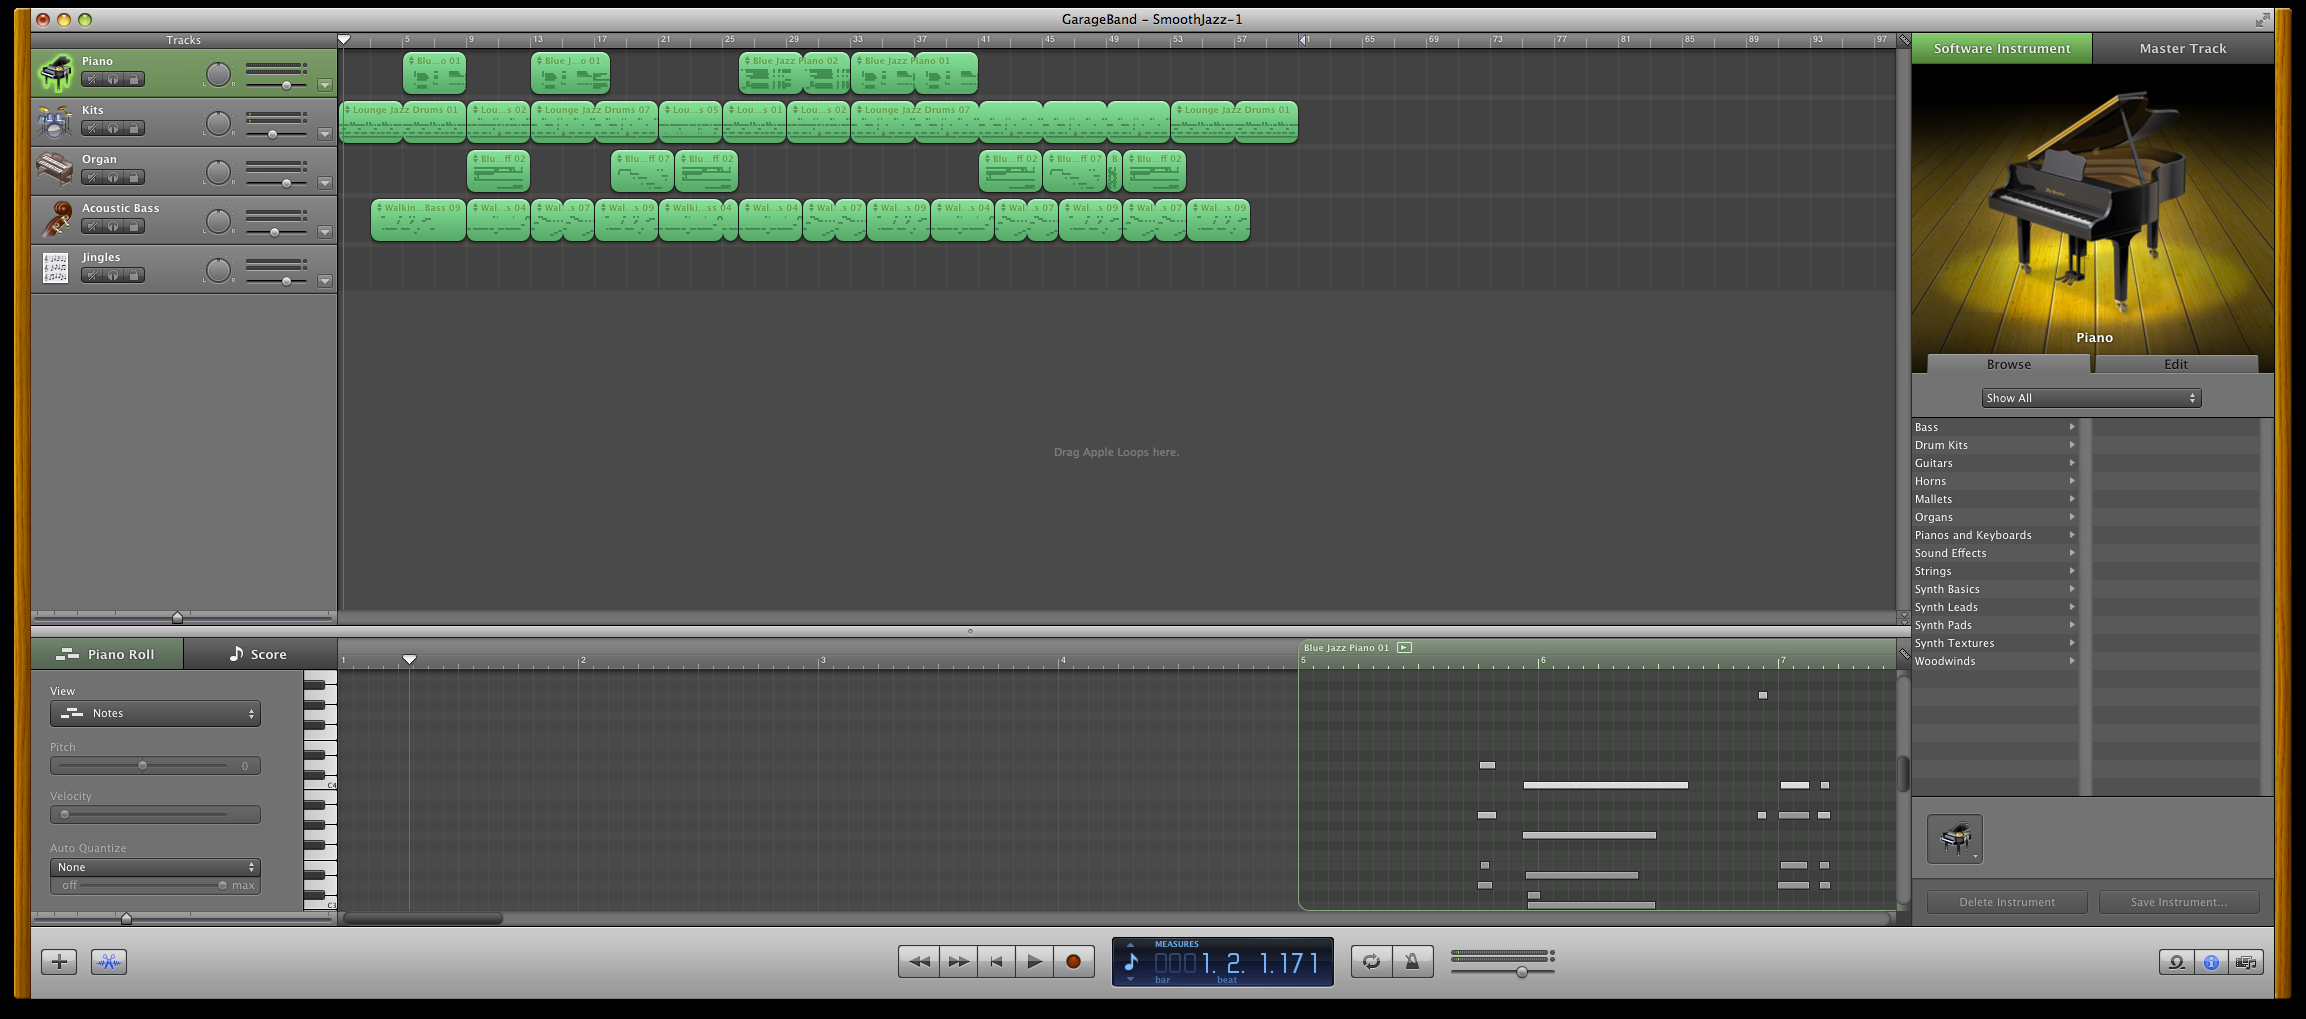 GarageBand - SmoothJazz-1
Tracks
5 9 13 17 21 25 29 33 37 41 45 49 53 57 61 65 69 73 77 81 85 89 93 97
Software Instrument
Master Track
Piano
Blu...o 01
Blue J...o 01
Blue Jazz Piano 02
Blue Jazz Piano 01
Kits
Lounge Jazz Drums 01
Lou...s 02
Lounge Jazz Drums 07
Lou...s 05
Lou...s 01
Lou...s 02
Lounge Jazz Drums 07
Lounge Jazz Drums 01
Organ
Blu...ff 02
Blu...ff 07
Blu...ff 02
Blu...ff 02
Blu...ff 07
B
Blu...ff 02
Acoustic Bass
Walkin...Bass 09
Wal...s 04
Wal...s 07
Wal...s 09
Walki...ss 04
Wal...s 04
Wal...s 07
Wal...s 09
Wal...s 04
Wal...s 07
Wal...s 09
Wal...s 07
Wal...s 09
Jingles
L R
L R
L R
L R
L R
Drag Apple Loops here.
Piano
Browse
Edit
Show All
Bass
Drum Kits
Guitars
Horns
Mallets
Organs
Pianos and Keyboards
Sound Effects
Strings
Synth Basics
Synth Leads
Synth Pads
Synth Textures
Woodwinds
Delete Instrument
Save Instrument...
Piano Roll
Score
Blue Jazz Piano 01
1 2 3 4 5 6 7
View
Notes
Pitch
0
Velocity
Auto Quantize
None
off
max
C4
C3
MEASURES
0001. 2. 1.171
bar
beat